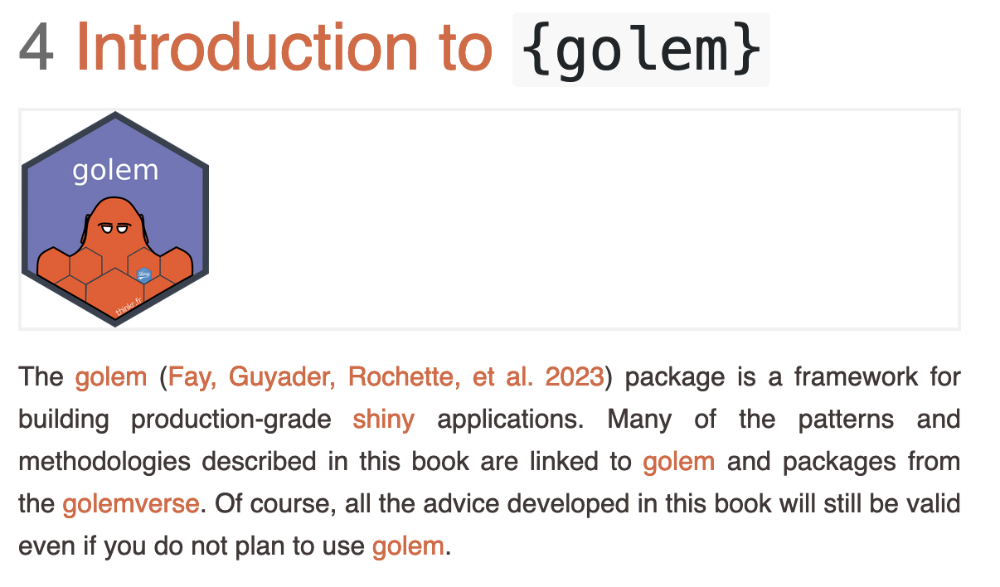 4 Introduction to {golem}
golem
Shiny
thinkr.fr
The golem (Fay, Guyader, Rochette, et al. 2023) package is a framework for
building production-grade shiny applications. Many of the patterns and
methodologies described in this book are linked to golem and packages from
the golemverse. Of course, all the advice developed in this book will still be valid
even if you do not plan to use golem.